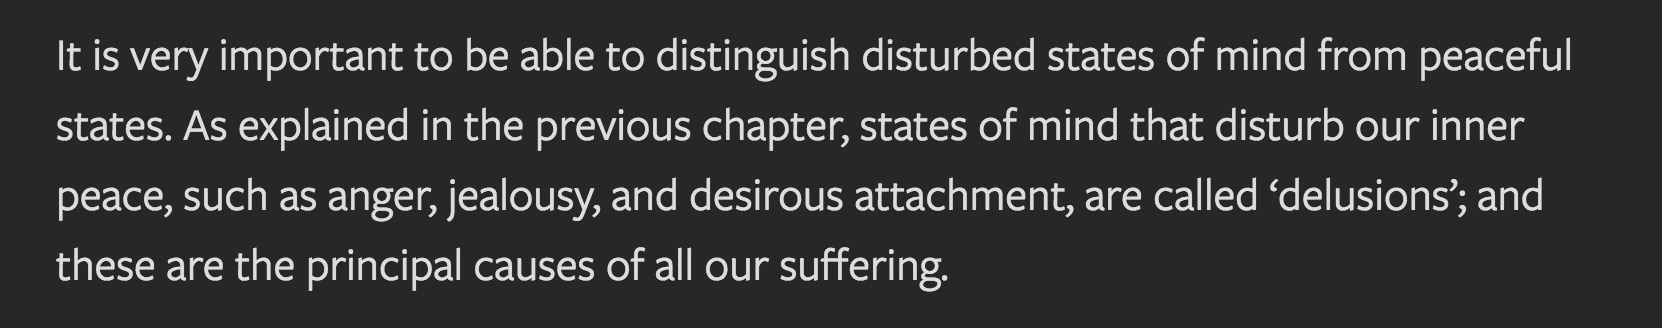 It is very important to be able to distinguish disturbed states of mind from peaceful
states. As explained in the previous chapter, states of mind that disturb our inner
peace, such as anger, jealousy, and desirous attachment, are called ‘delusions’; and
these are the principal causes of all our suffering.